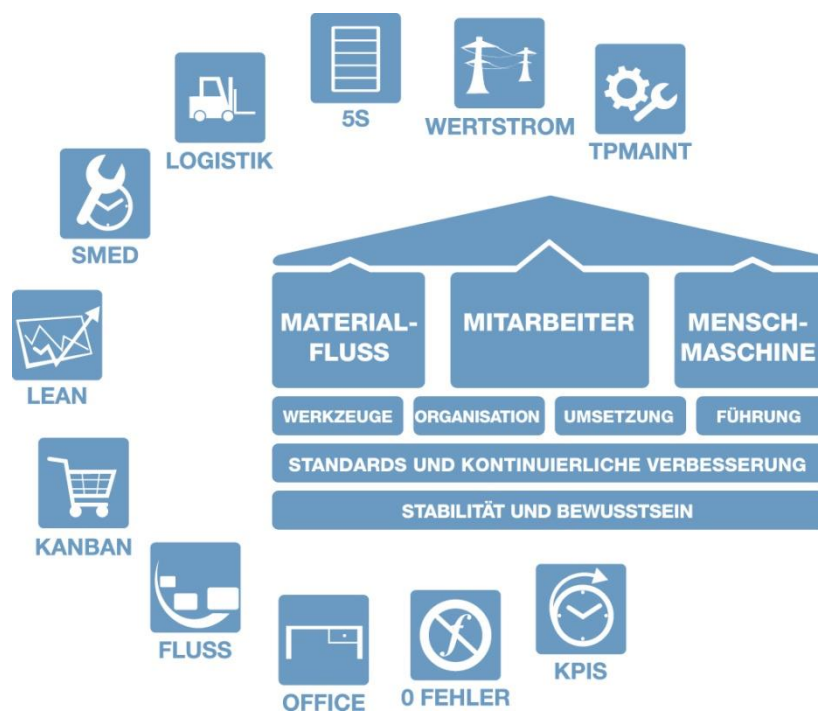 5S
WERTSTROM
LOGISTIK
TPMAINT
SMED
MATERIAL-
FLUSS
MITARBEITER
MENSCH-
MASCHINE
LEAN
WERKZEUGE
ORGANISATION
UMSETZUNG
FÜHRUNG
STANDARDS UND KONTINUIERLICHE VERBESSERUNG
STABILITÄT UND BEWUSSTSEIN
KANBAN
FLUSS
OFFICE
f
0 FEHLER
KPIS